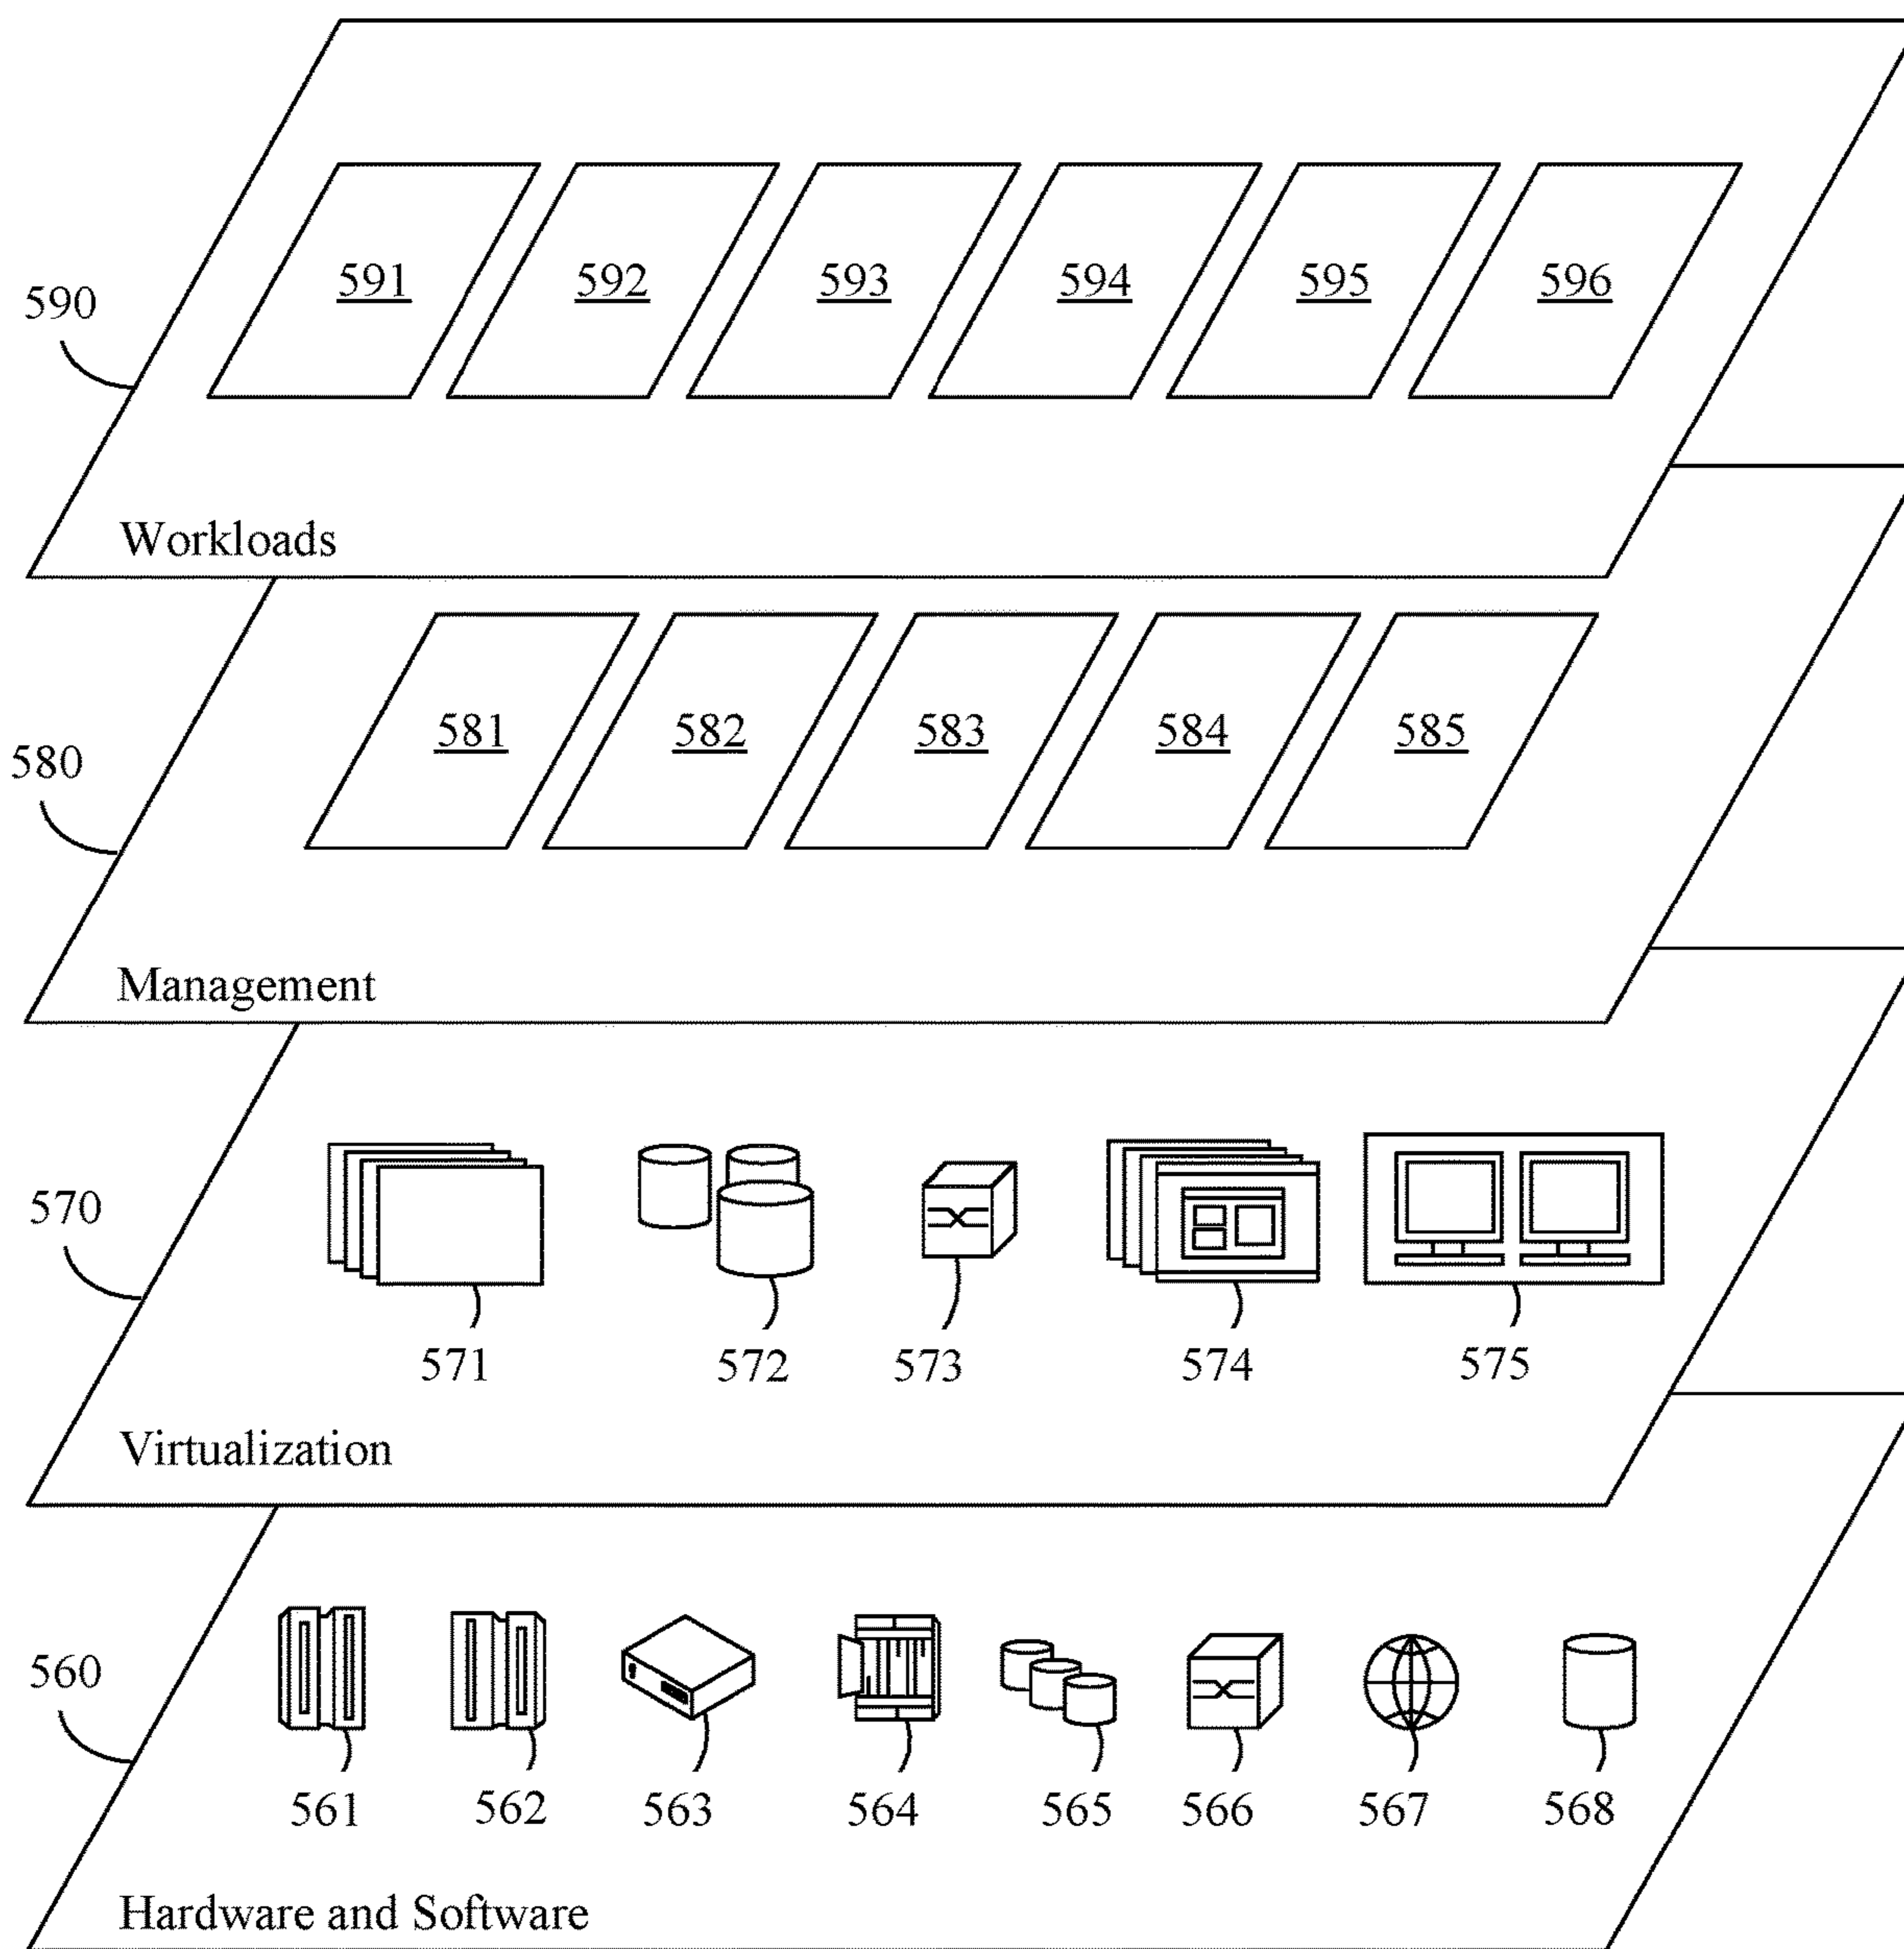 591 592 593 594 595 596
590
Workloads
581 582 583 584 585
580
Management
570
571 572 573 574 575
Virtualization
560
561 562 563 564 565 566 567 568
Hardware and Software